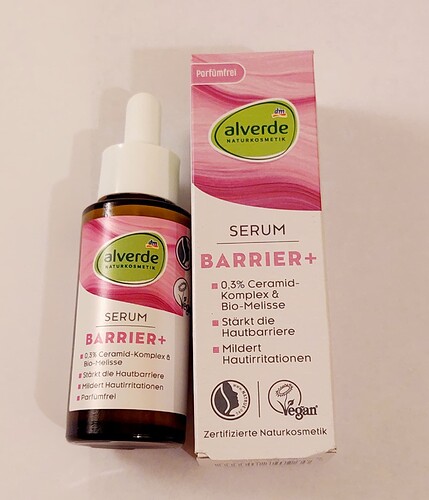 dm
alverde
NATURKOSMETIK
SERUM
BARRIER+
0,3% Ceramid-Komplex &
Bio-Melisse
Stärkt die Hautbarriere
Mildert Hautirritationen
Parfümfrei
Parfümfrei
dm
alverde
NATURKOSMETIK
SERUM
BARRIER+
0,3% Ceramid-
Komplex &
Bio-Melisse
Stärkt die
Hautbarriere
Mildert
Hautirritationen
Vegan
Zertifizierte Naturkosmetik